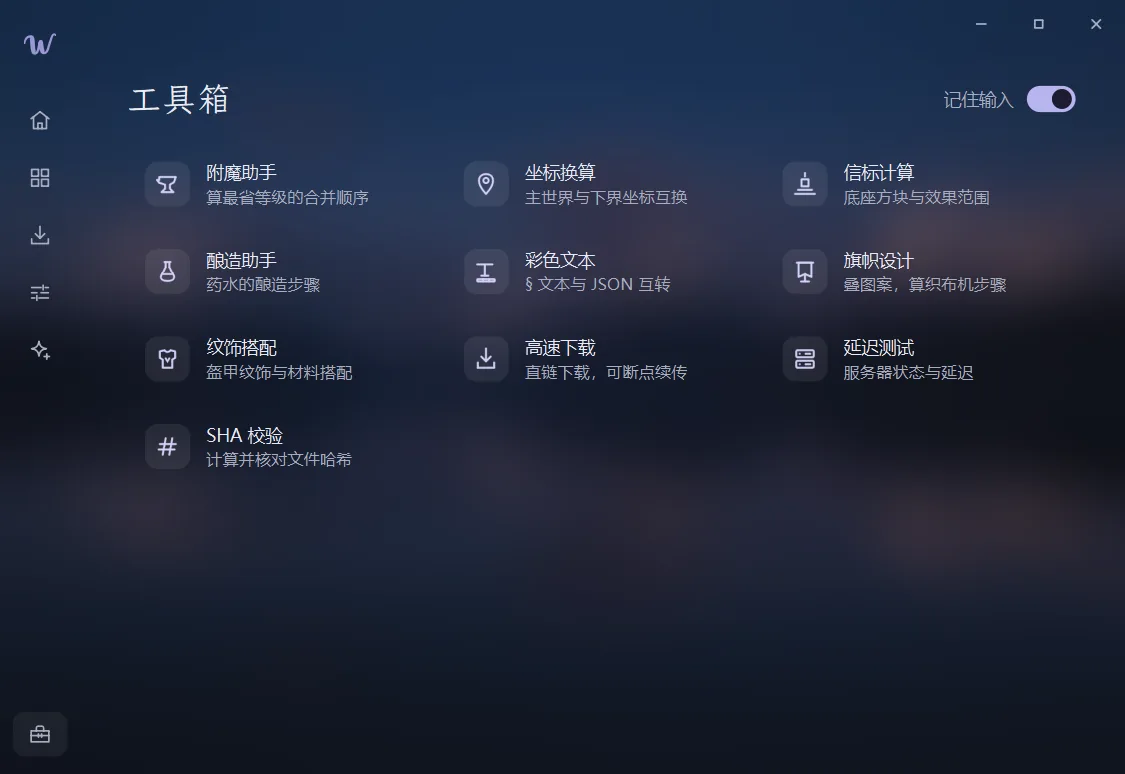 W
工具箱
记住输入
附魔助手
算最省等级的合并顺序
坐标换算
主世界与下界坐标互换
信标计算
底座方块与效果范围
酿造助手
药水的酿造步骤
彩色文本
§ 文本与 JSON 互转
旗帜设计
叠图案，算织布机步骤
纹饰搭配
盔甲纹饰与材料搭配
高速下载
直链下载，可断点续传
延迟测试
服务器状态与延迟
SHA 校验
计算并核对文件哈希